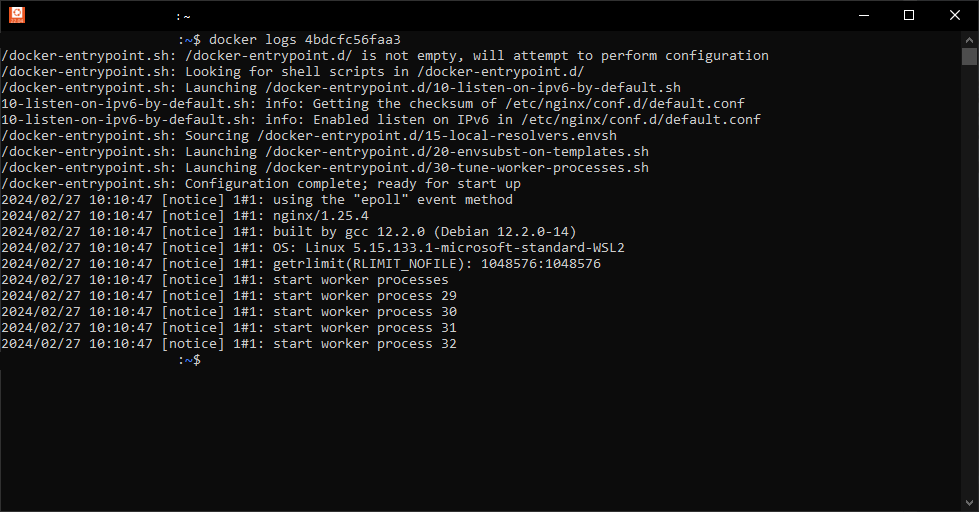 :~
:~$ docker logs 4bdcfc56faa3
/docker-entrypoint.sh: /docker-entrypoint.d/ is not empty, will attempt to perform configuration
/docker-entrypoint.sh: Looking for shell scripts in /docker-entrypoint.d/
/docker-entrypoint.sh: Launching /docker-entrypoint.d/10-listen-on-ipv6-by-default.sh
10-listen-on-ipv6-by-default.sh: info: Getting the checksum of /etc/nginx/conf.d/default.conf
10-listen-on-ipv6-by-default.sh: info: Enabled listen on IPv6 in /etc/nginx/conf.d/default.conf
/docker-entrypoint.sh: Sourcing /docker-entrypoint.d/15-local-resolvers.envsh
/docker-entrypoint.sh: Launching /docker-entrypoint.d/20-envsubst-on-templates.sh
/docker-entrypoint.sh: Launching /docker-entrypoint.d/30-tune-worker-processes.sh
/docker-entrypoint.sh: Configuration complete; ready for start up
2024/02/27 10:10:47 [notice] 1#1: using the "epoll" event method
2024/02/27 10:10:47 [notice] 1#1: nginx/1.25.4
2024/02/27 10:10:47 [notice] 1#1: built by gcc 12.2.0 (Debian 12.2.0-14)
2024/02/27 10:10:47 [notice] 1#1: OS: Linux 5.15.133.1-microsoft-standard-WSL2
2024/02/27 10:10:47 [notice] 1#1: getrlimit(RLIMIT_NOFILE): 1048576:1048576
2024/02/27 10:10:47 [notice] 1#1: start worker processes
2024/02/27 10:10:47 [notice] 1#1: start worker process 29
2024/02/27 10:10:47 [notice] 1#1: start worker process 30
2024/02/27 10:10:47 [notice] 1#1: start worker process 31
2024/02/27 10:10:47 [notice] 1#1: start worker process 32
:~$